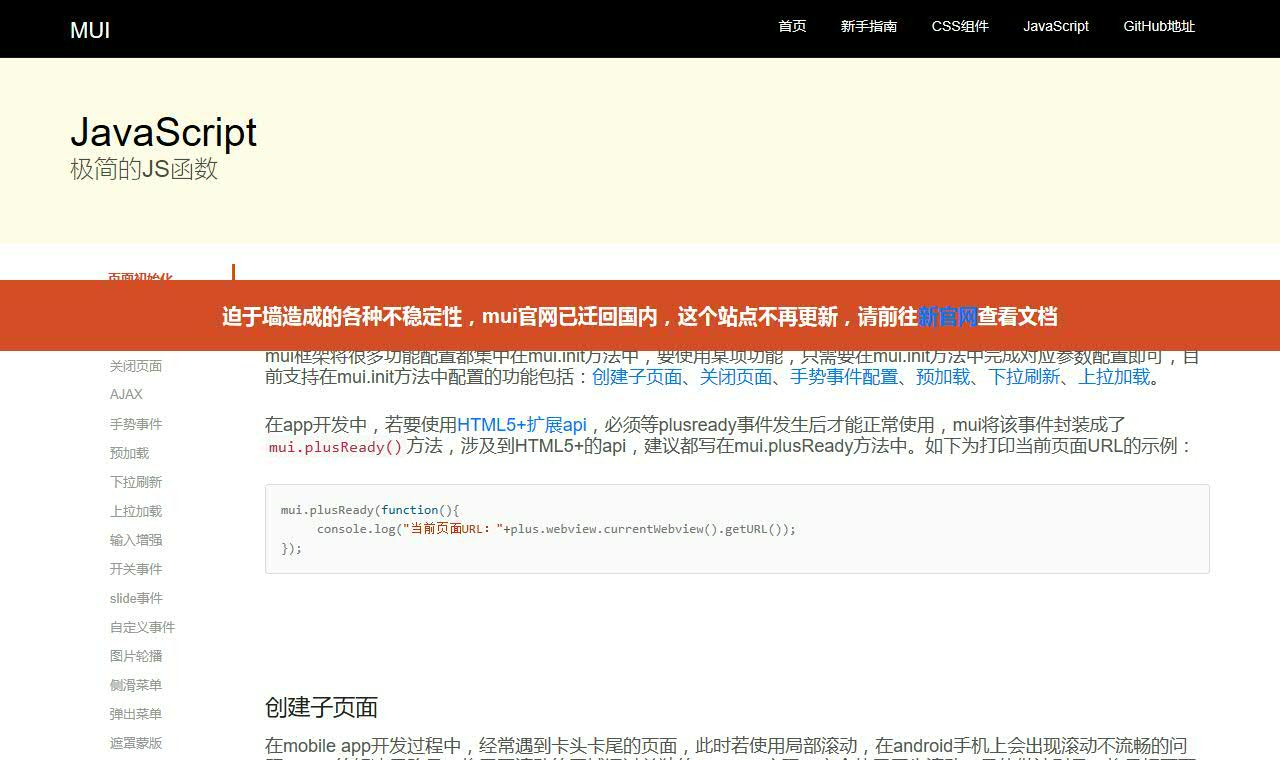 MUI
首页 新手指南 CSS组件 JavaScript GitHub地址
JavaScript
极简的JS函数
页面初始化
迫于墙造成的各种不稳定性，mui官网已迁回国内，这个站点不再更新，请前往新官网查看文档
mui框架将很多功能配置都集中在mui.init方法中，要使用某项功能，只需要在mui.init方法中完成对应参数配置即可，目
前支持在mui.init方法中配置的功能包括：创建子页面、关闭页面、手势事件配置、预加载、下拉刷新、上拉加载。
在app开发中，若要使用HTML5+扩展api，必须等plusready事件发生后才能正常使用，mui将该事件封装成了
mui.plusReady()方法，涉及到HTML5+的api，建议都写在mui.plusReady方法中。如下为打印当前页面URL的示例：
mui.plusReady(function(){
console.log("当前页面URL："+plus.webview.currentWebview().getURL());
});
关闭页面
AJAX
手势事件
预加载
下拉刷新
上拉加载
输入增强
开关事件
slide事件
自定义事件
图片轮播
侧滑菜单
弹出菜单
遮罩蒙版
创建子页面
在mobile app开发过程中，经常遇到卡头卡尾的页面，此时若使用局部滚动，在android手机上会出现滚动不流畅的问